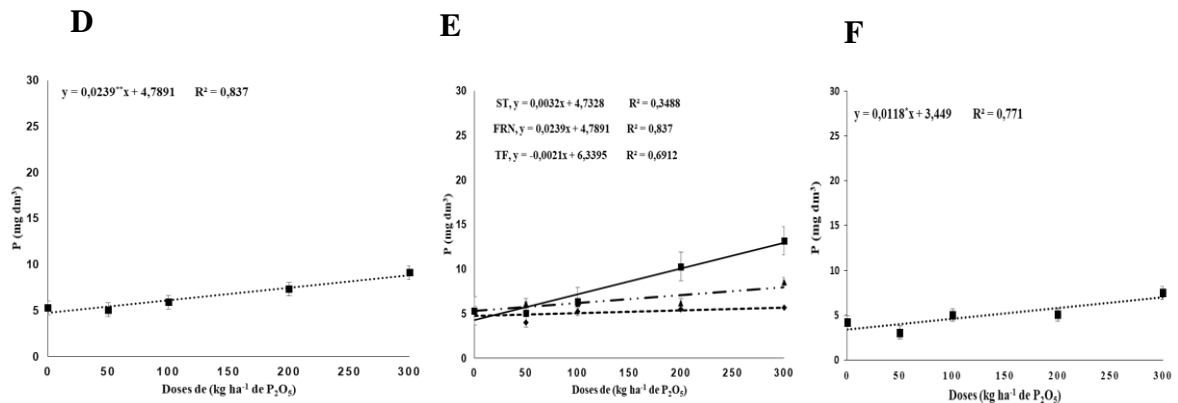 D
y = 0,0239**x + 4,7891 R² = 0,837
P (mg dm³)
30
25
20
15
10
5
0
0 50 100 150 200 250 300
Doses de (kg ha⁻¹ de P₂O₅)
E
ST, y = 0,0032x + 4,7328 R² = 0,3488
FRN, y = 0,0239x + 4,7891 R² = 0,837
TF, y = -0,0021x + 6,3395 R² = 0,6912
P (mg dm³)
30
25
20
15
10
5
0
0 50 100 150 200 250 300
Doses de (kg ha⁻¹ de P₂O₅)
F
y = 0,0118*x + 3,449 R² = 0,771
P (mg dm³)
30
25
20
15
10
5
0
0 50 100 150 200 250 300
Doses (kg ha⁻¹ de P₂O₅)